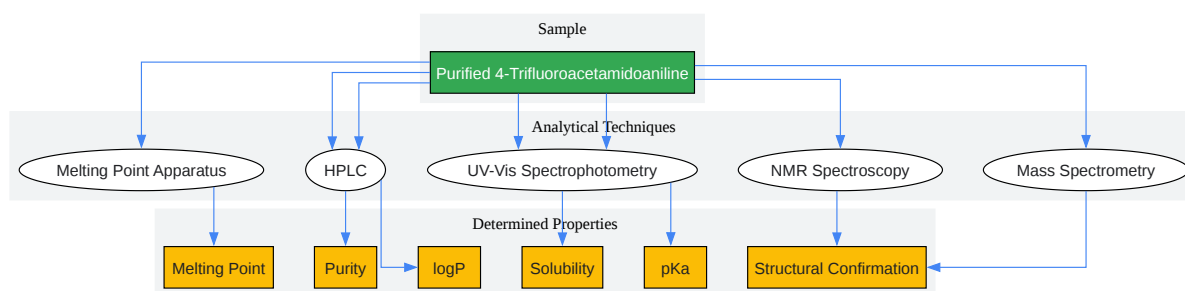 Sample
Purified 4-Trifluoroacetamidoaniline
Analytical Techniques
Melting Point Apparatus
HPLC
UV-Vis Spectrophotometry
NMR Spectroscopy
Mass Spectrometry
Determined Properties
Melting Point
Purity
logP
Solubility
pKa
Structural Confirmation